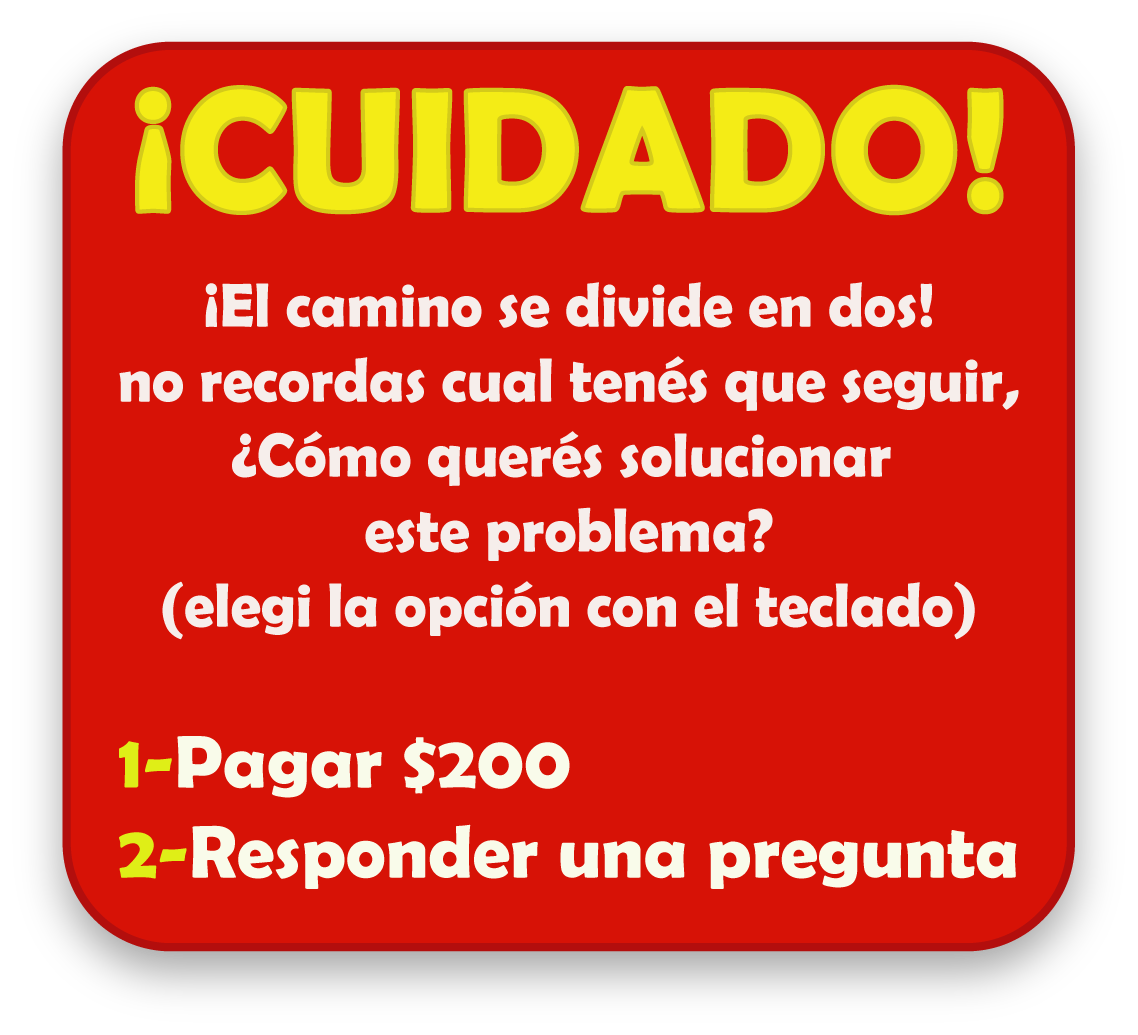 ¡CUIDADO!
¡El camino se divide en dos!
no recordas cual tenés que seguir,
¿Cómo querés solucionar
este problema?
(elegi la opción con el teclado)
1-Pagar $200
2-Responder una pregunta